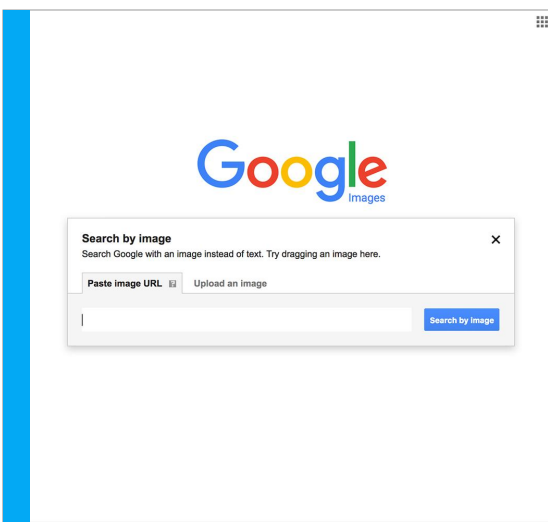 Google
Images
Search by image
Search Google with an image instead of text. Try dragging an image here.
Paste image URL ? Upload an image
Search by image